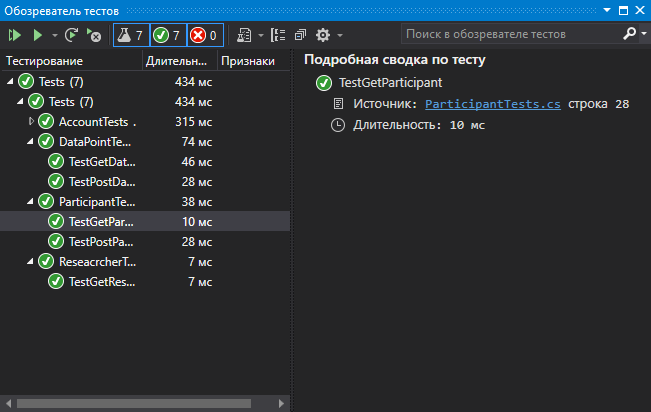 Обозреватель тестов
7 7 0 Поиск в обозревателе тестов
Тестирование Длительн... Признаки
Tests (7) 434 мс
Tests (7) 434 мс
AccountTests . 315 мс
DataPointTe... 74 мс
TestGetDat... 46 мс
TestPostDa... 28 мс
ParticipantTe... 38 мс
TestGetPar... 10 мс
TestPostPa... 28 мс
ReseacrcherT... 7 мс
TestGetRes... 7 мс
Подробная сводка по тесту
TestGetParticipant
Источник: ParticipantTests.cs строка 28
Длительность: 10 мс